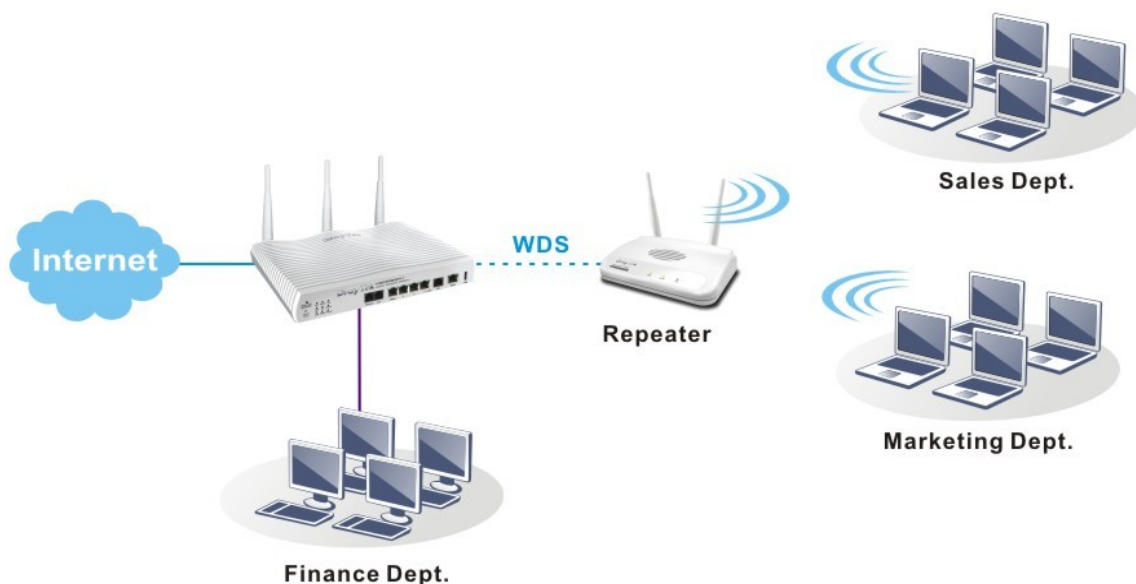 Sales Dept.
Internet
WDS
Repeater
Marketing Dept.
Finance Dept.